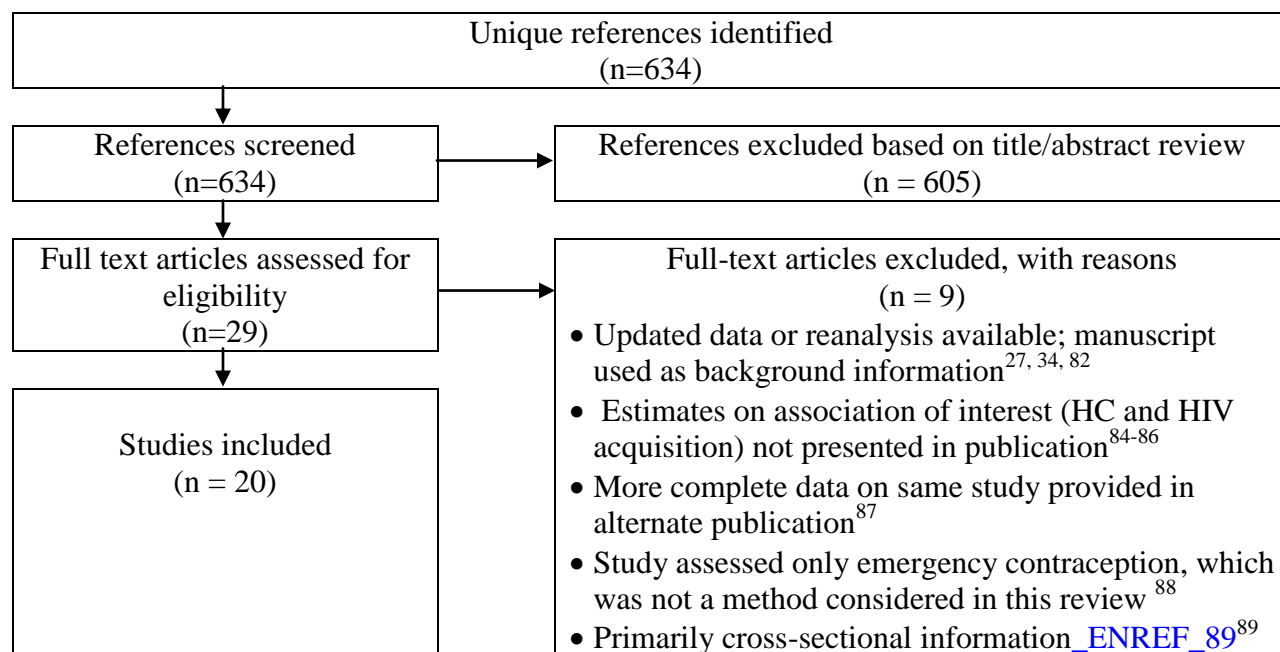 Unique references identified
(n=634)
References screened
(n=634)
References excluded based on title/abstract review
(n = 605)
Full text articles assessed for
eligibility
(n=29)
Full-text articles excluded, with reasons
(n = 9)
• Updated data or reanalysis available; manuscript
used as background information27, 34, 82
• Estimates on association of interest (HC and HIV
acquisition) not presented in publication84-86
• More complete data on same study provided in
alternate publication87
• Study assessed only emergency contraception, which
was not a method considered in this review 88
• Primarily cross-sectional information_ENREF_8989
Studies included
(n = 20)